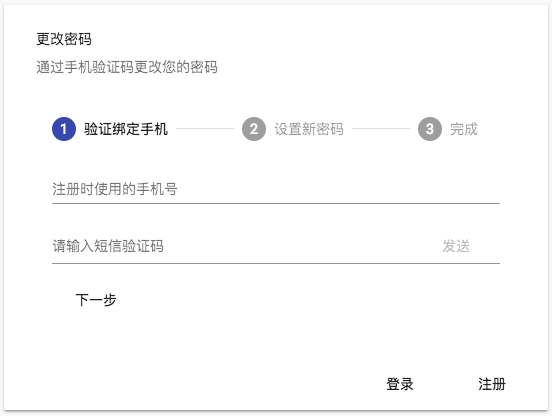 更改密码
通过手机验证码更改您的密码
1 验证绑定手机 2 设置新密码 3 完成
注册时使用的手机号
请输入短信验证码 发送
下一步
登录 注册